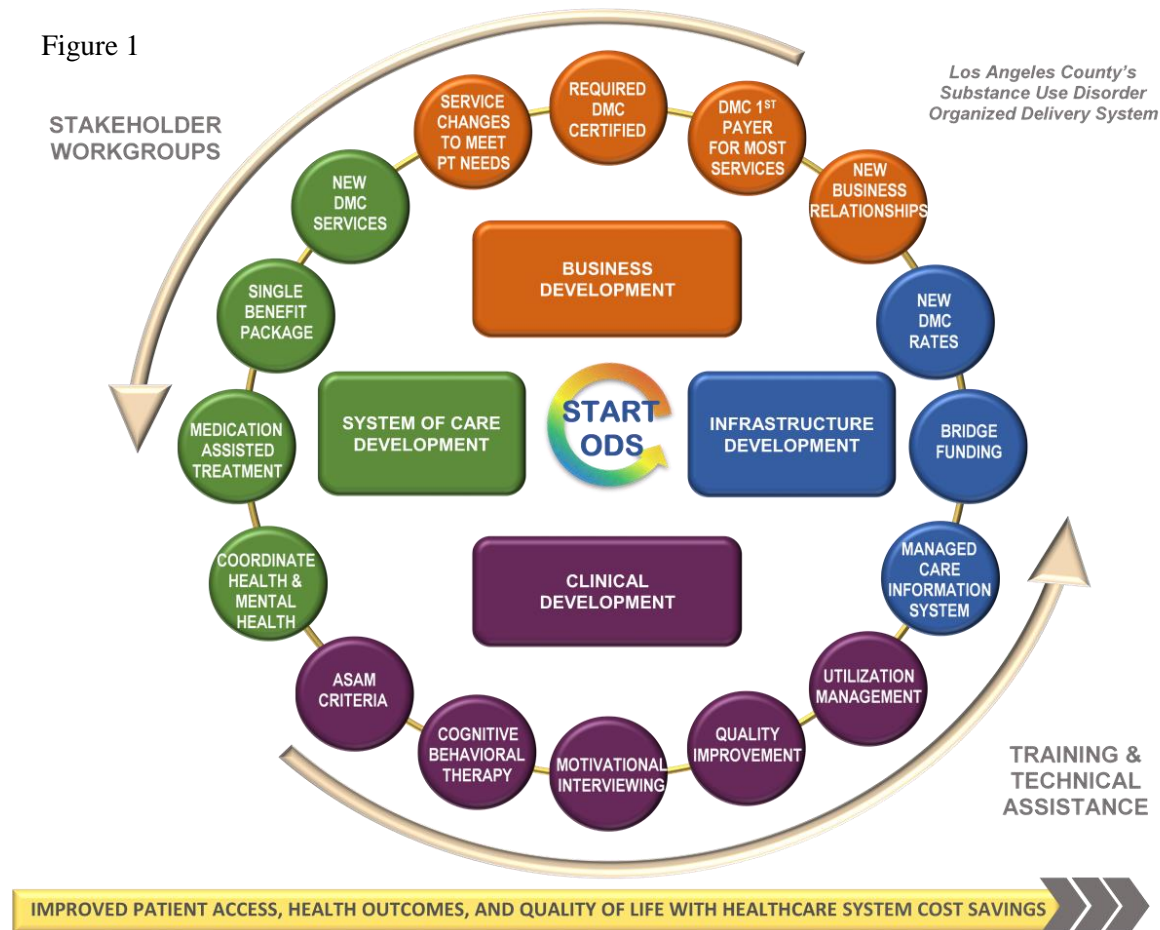 Figure 1
Los Angeles County's
Substance Use Disorder
Organized Delivery System
STAKEHOLDER
WORKGROUPS
SERVICE
CHANGES
TO MEET
PT NEEDS
REQUIRED
DMC
CERTIFIED
DMC 1ST
PAYER
FOR MOST
SERVICES
NEW
BUSINESS
RELATIONSHIPS
NEW
DMC
SERVICES
SINGLE
BENEFIT
PACKAGE
MEDICATION
ASSISTED
TREATMENT
COORDINATE
HEALTH &
MENTAL
HEALTH
BUSINESS
DEVELOPMENT
SYSTEM OF CARE
DEVELOPMENT
START
ODS
INFRASTRUCTURE
DEVELOPMENT
CLINICAL
DEVELOPMENT
NEW
DMC
RATES
BRIDGE
FUNDING
MANAGED
CARE
INFORMATION
SYSTEM
ASAM
CRITERIA
COGNITIVE
BEHAVIORAL
THERAPY
MOTIVATIONAL
INTERVIEWING
QUALITY
IMPROVEMENT
UTILIZATION
MANAGEMENT
TRAINING &
TECHNICAL
ASSISTANCE
IMPROVED PATIENT ACCESS, HEALTH OUTCOMES, AND QUALITY OF LIFE WITH HEALTHCARE SYSTEM COST SAVINGS